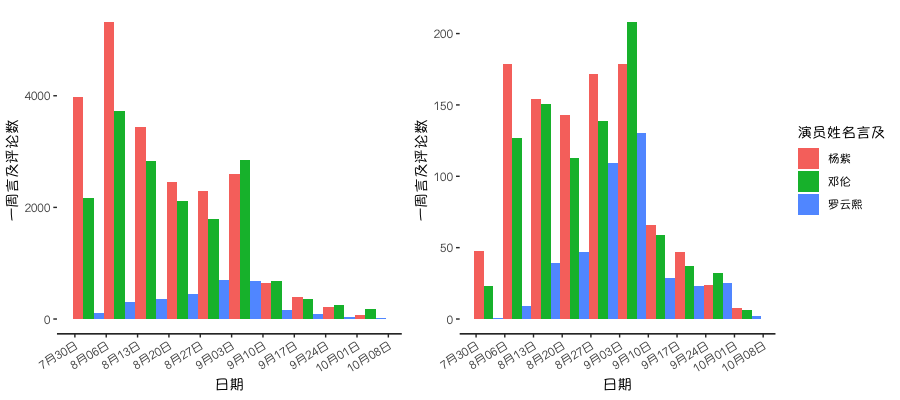 一周言及评论数
4000
2000
0
7月30日
8月06日
8月13日
8月20日
8月27日
9月03日
9月10日
9月17日
9月24日
10月01日
10月08日
日期
一周言及评论数
200
150
100
50
0
7月30日
8月06日
8月13日
8月20日
8月27日
9月03日
9月10日
9月17日
9月24日
10月01日
10月08日
日期
演员姓名言及
杨紫
邓伦
罗云熙